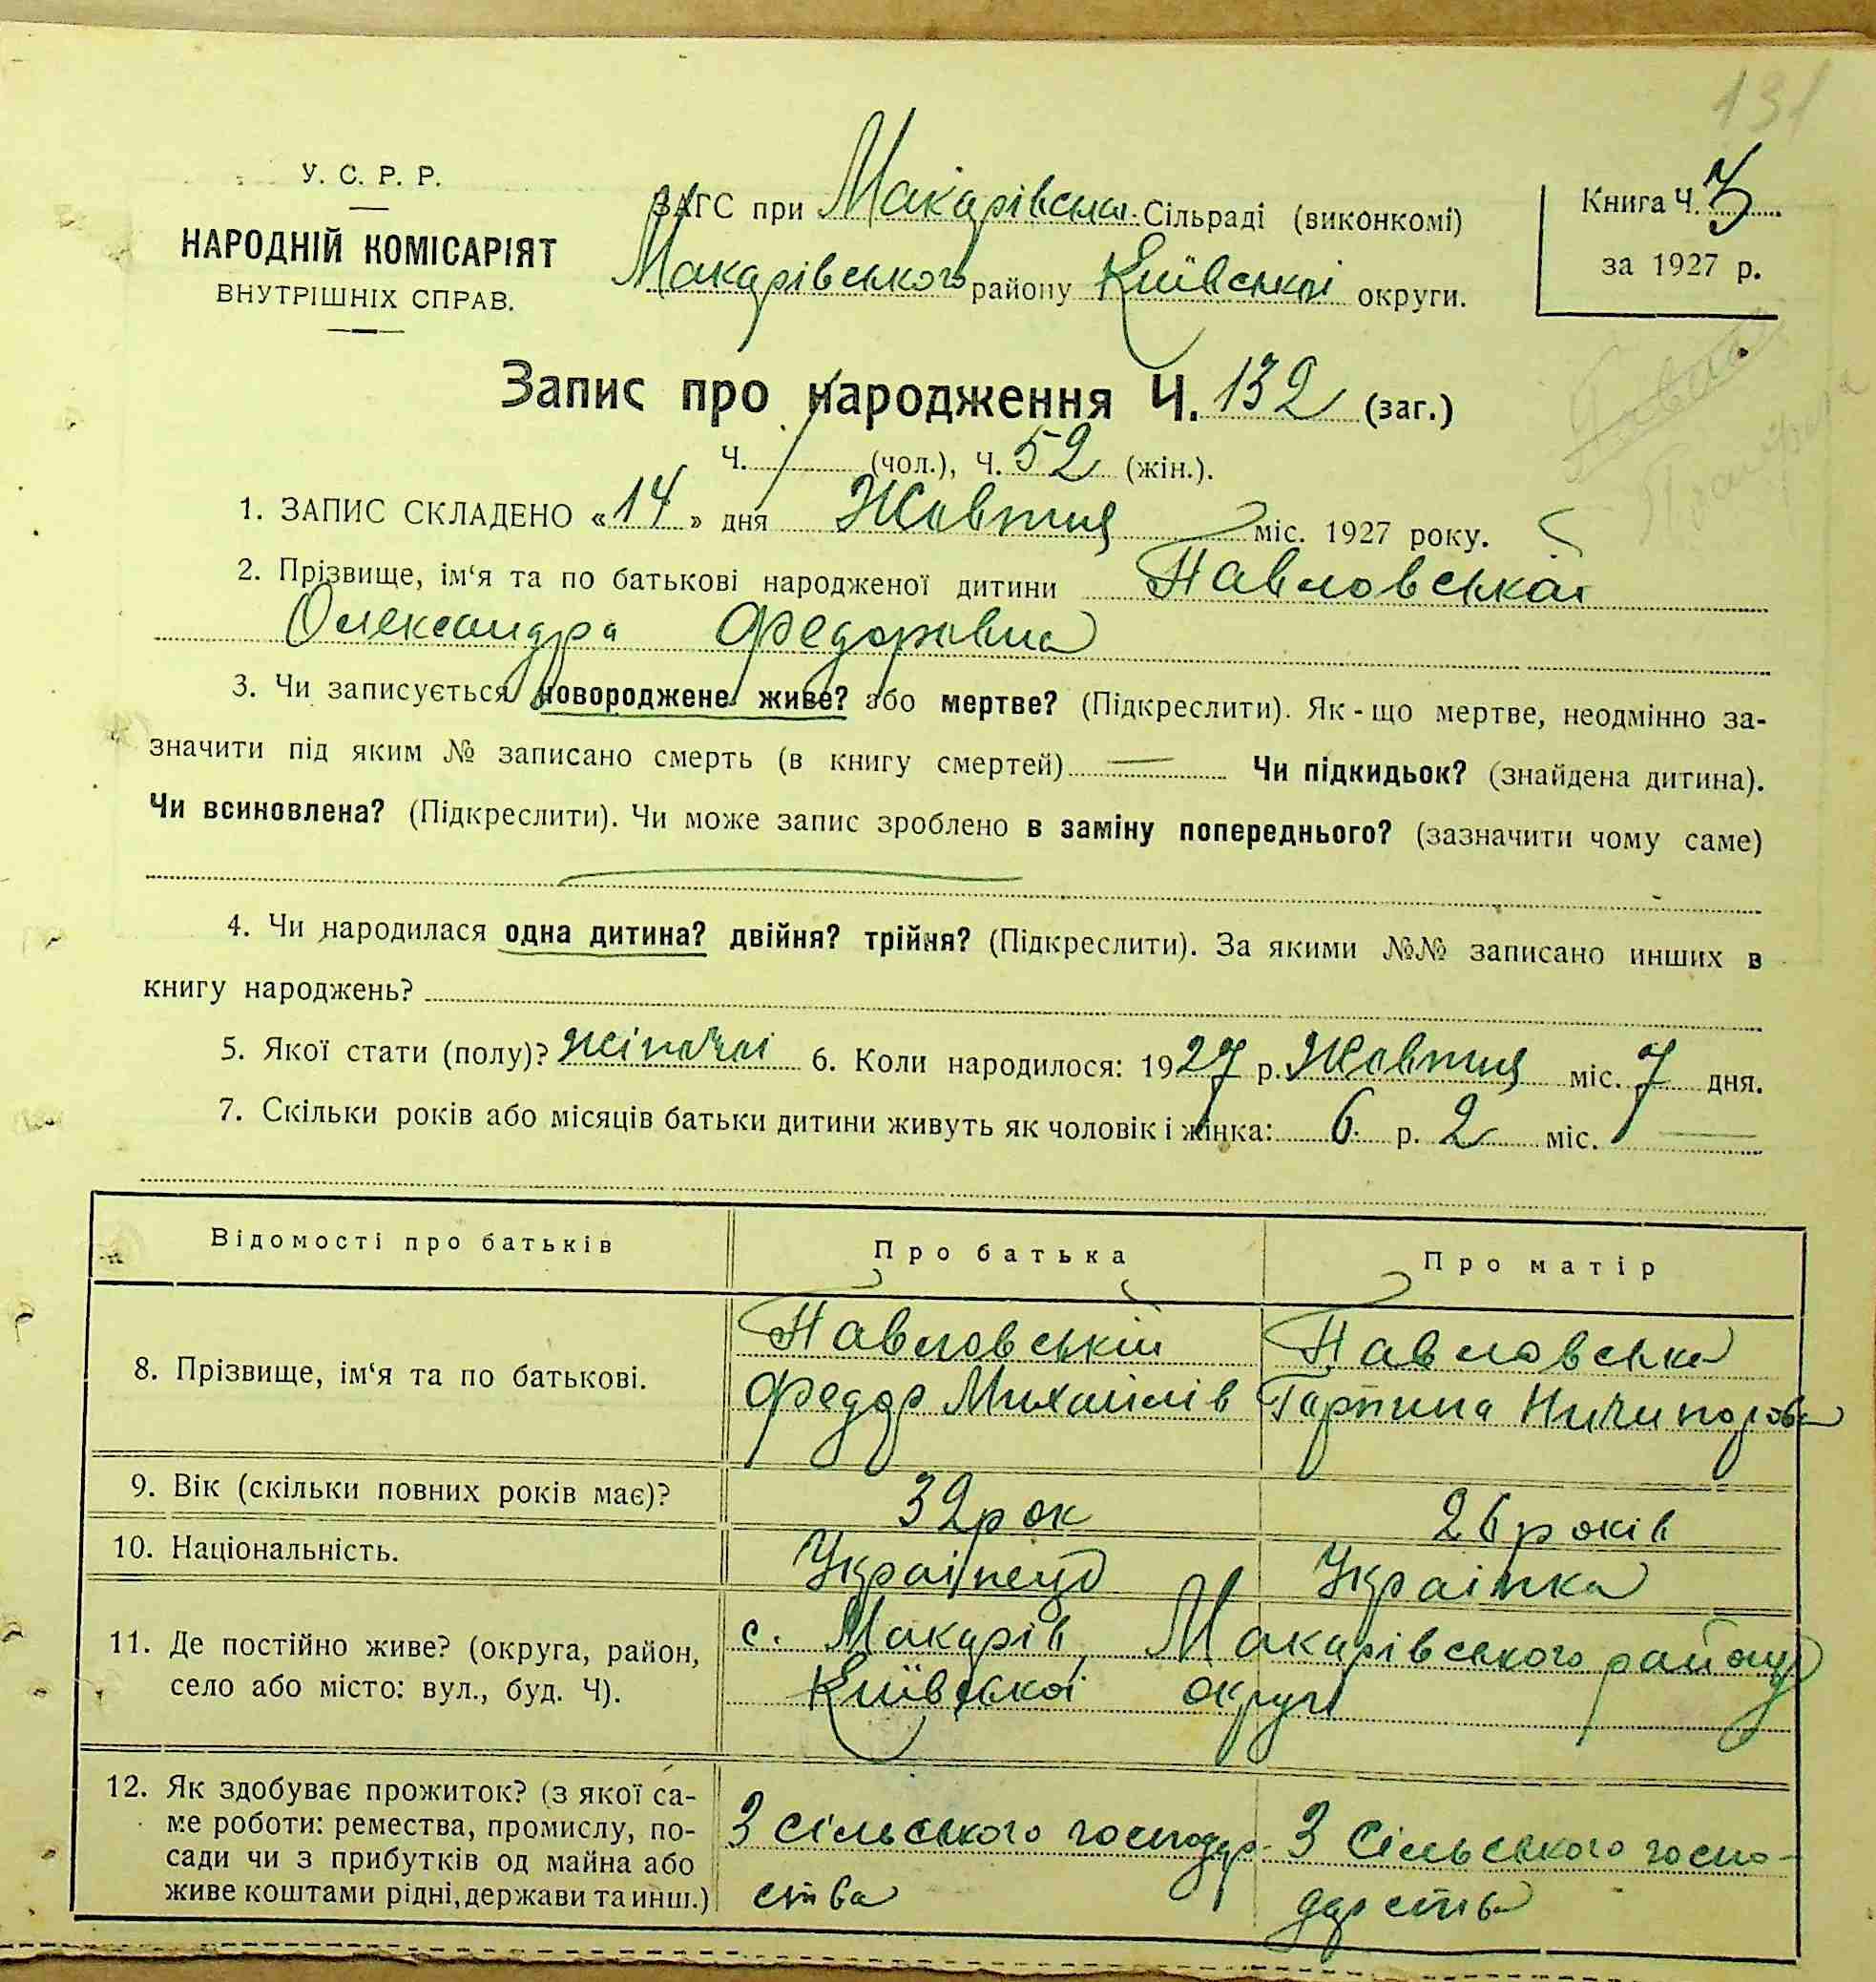 131
У. С. Р. Р.
НАРОДНІЙ КОМІСАРІЯТ
ВНУТРІШНІХ СПРАВ.
ЗАГС при Макарівська Сільраді (виконкомі)
Макарівського району Київської округи.
Книга Ч. 3
за 1927 р.
Запис про народження Ч. 132 (заг.)
Ч. / (чол.), Ч. 52 (жін.).
1. ЗАПИС СКЛАДЕНО «14» дня Жовтня міс. 1927 року.
2. Прізвище, ім‘я та по батькові народженої дитини Павловська
Олександра Федорівна
3. Чи записується новороджене живе? або мертве? (Підкреслити). Як-що мертве, неодмінно за-
значити під яким № записано смерть (в книгу смертей) — Чи підкидьок? (знайдена дитина).
Чи всиновлена? (Підкреслити). Чи може запис зроблено в заміну попереднього? (зазначити чому саме)
4. Чи народилася одна дитина? двійня? трійня? (Підкреслити). За якими №№ записано инших в
книгу народжень?
5. Якої стати (полу)? жіночої 6. Коли народилося: 1927 р. Жовтня міс. 7 дня.
7. Скільки років або місяців батьки дитини живуть як чоловік і жінка: 6 р. 2 міс. —
Відомості про батьків Про батька Про матір
8. Прізвище, ім‘я та по батькові.
Павловській
Федор Михайлів
Павловська
Гарпина Ничипоровн
9. Вік (скільки повних років має)? 32 рок 26 років
10. Національність. Українець Українка
11. Де постійно живе? (округа, район,
село або місто: вул., буд. Ч).
с. Макарів, Макарівського району
Київської округи
12. Як здобуває прожиток? (з якої са-
ме роботи: ремества, промислу, по-
сади чи з прибутків од майна або
живе коштами рідні, держави та инш.)
З сільського господар-
ства
З Сільського госпо-
дарства